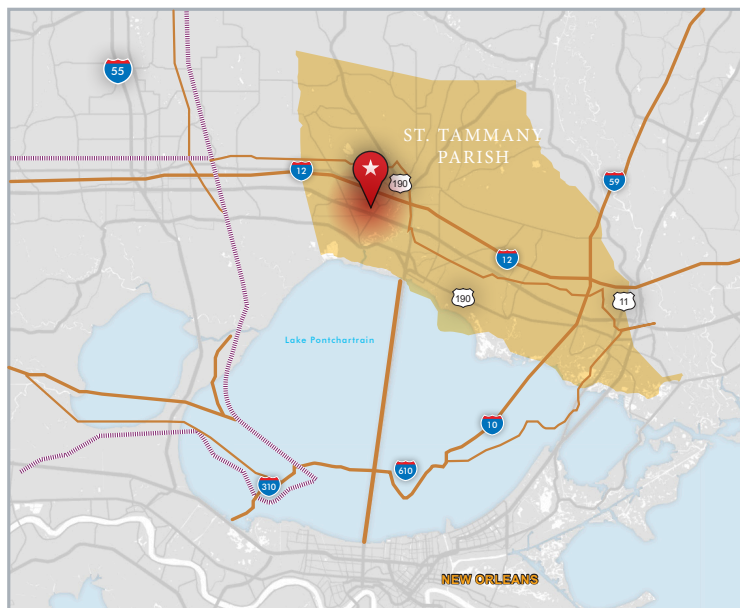 55
ST. TAMMANY
PARISH
12
190
59
12
190
11
Lake Pontchartrain
10
610
310
NEW ORLEANS